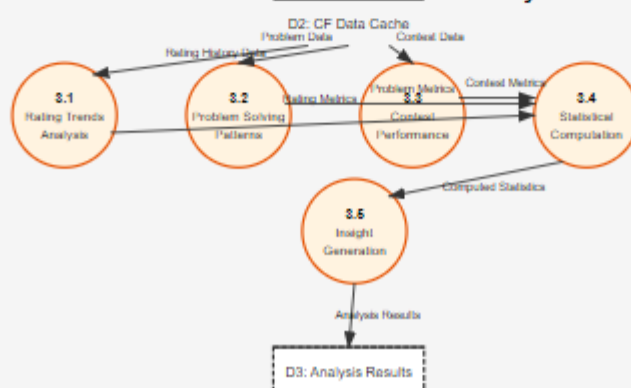 D2: CF Data Cache
Problem Data
Contest Data
Rating History Data
3.1
Rating Trends
Analysis
3.2
Problem Solving
Patterns
3.3
Contest
Performance
3.4
Statistical
Computation
Rating Metrics
Problem Metrics
Contest Metrics
Computed Statistics
3.5
Insight
Generation
Analysis Results
D3: Analysis Results